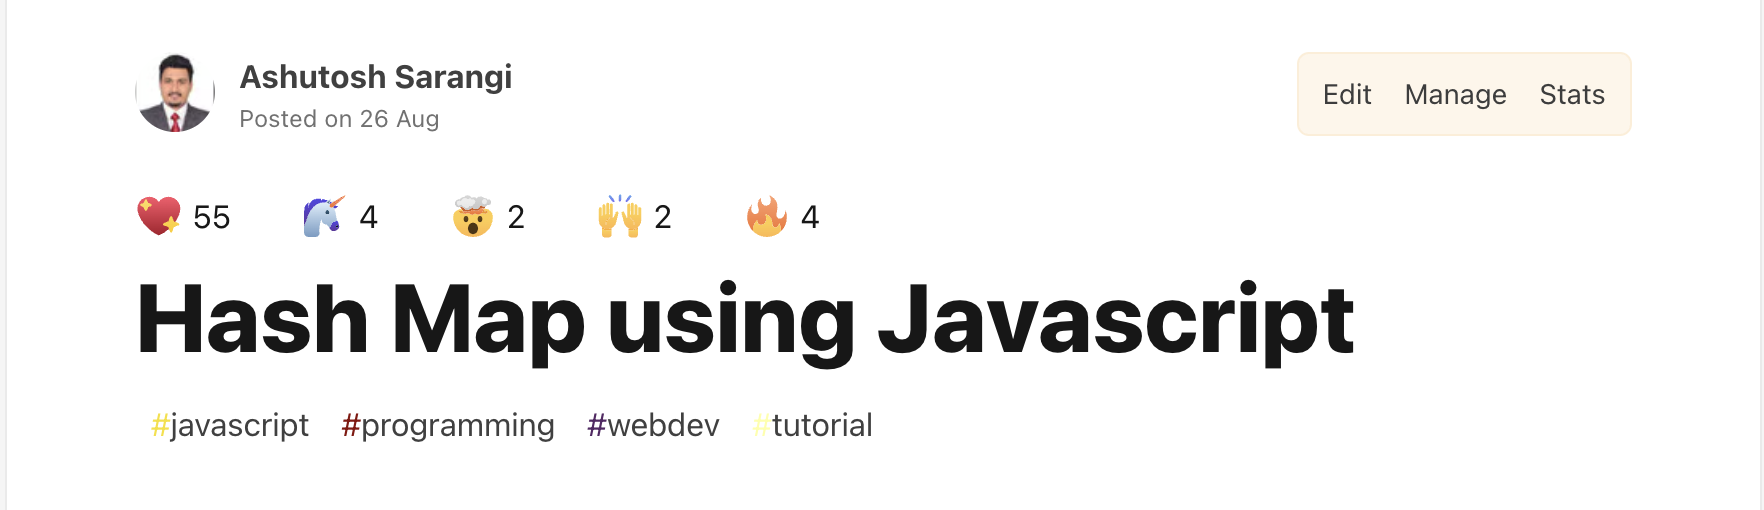 Ashutosh Sarangi
Posted on 26 Aug
Edit Manage Stats
55 4 2 2 4
Hash Map using Javascript
#javascript #programming #webdev #tutorial